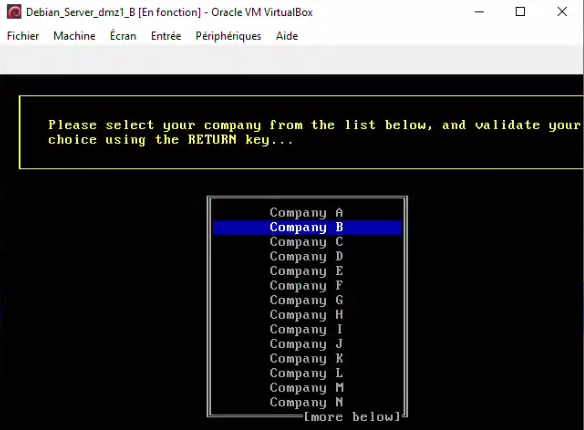 Debian_Server_dmz1_B [En fonction] - Oracle VM VirtualBox
Fichier Machine Écran Entrée Périphériques Aide
Please select your company from the list below, and validate your
choice using the RETURN key...
Company A
Company B
Company C
Company D
Company E
Company F
Company G
Company H
Company I
Company J
Company K
Company L
Company M
Company N
[more below]